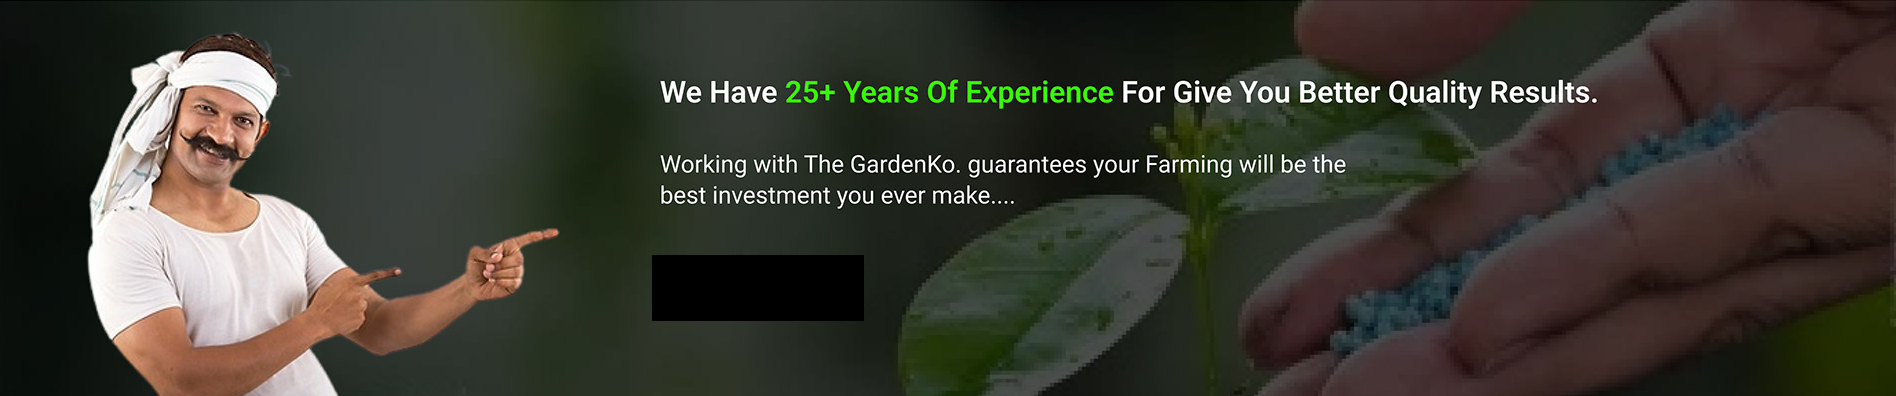 We Have 25+ Years Of Experience For Give You Better Quality Results.
Working with The GardenKo. guarantees your Farming will be the
best investment you ever make....